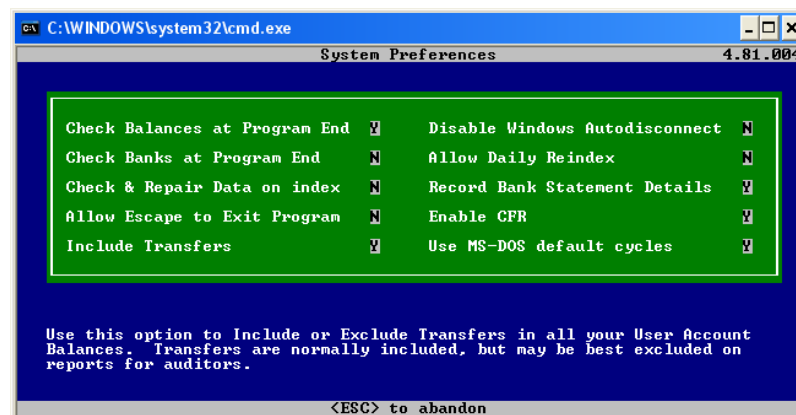 C:\WINDOWS\system32\cmd.exe
System Preferences 4.81.004
Check Balances at Program End Y Disable Windows Autodisconnect N
Check Banks at Program End N Allow Daily Reindex N
Check & Repair Data on index N Record Bank Statement Details Y
Allow Escape to Exit Program N Enable CFR Y
Include Transfers Y Use MS-DOS default cycles Y
Use this option to Include or Exclude Transfers in all your User Account
Balances. Transfers are normally included, but may be best excluded on
reports for auditors.
<ESC> to abandon